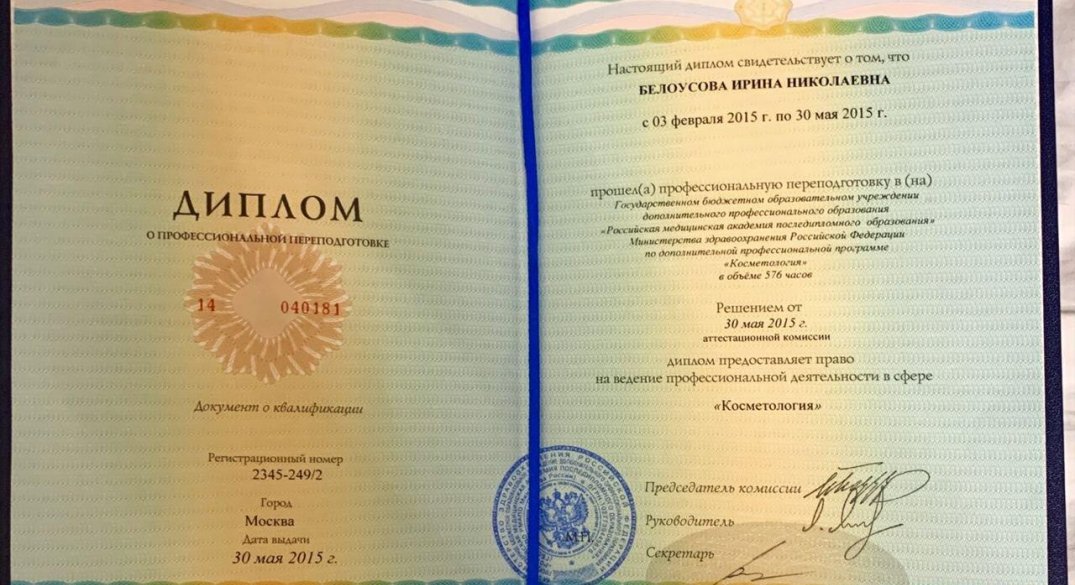 ДИПЛОМ
О ПРОФЕССИОНАЛЬНОЙ ПЕРЕПОДГОТОВКЕ
14 040181
Документ о квалификации
Регистрационный номер
2345-249/2
Город
Москва
Дата выдачи
30 мая 2015 г.
Настоящий диплом свидетельствует о том, что
БЕЛОУСОВА ИРИНА НИКОЛАЕВНА
с 03 февраля 2015 г. по 30 мая 2015 г.
прошел(а) профессиональную переподготовку в (на)
Государственном бюджетном образовательном учреждении
дополнительного профессионального образования
«Российская медицинская академия последипломного образования»
Министерства здравоохранения Российской Федерации
по дополнительной профессиональной программе
«Косметология»
в объёме 576 часов
Решением от
30 мая 2015 г.
аттестационной комиссии
диплом предоставляет право
на ведение профессиональной деятельности в сфере
«Косметология»
Председатель комиссии
Руководитель
М.П.
Секретарь